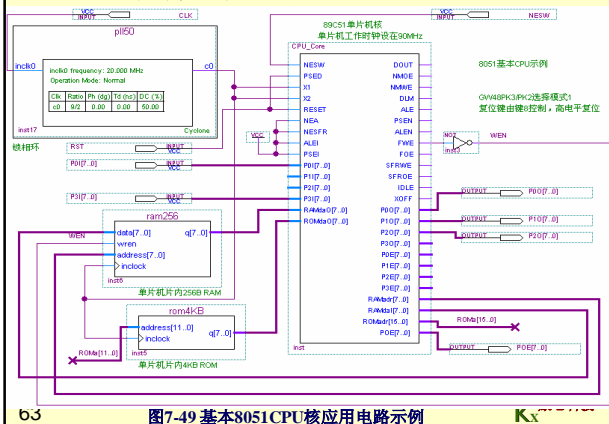 VCC
INPUT
CLK
pll50
inclk0
c0
inclk0 frequency: 20.000 MHz
Operation Mode: Normal
Clk Ratio Ph (dg) Td (ns) DC (%)
c0 9/2 0.00 0.00 50.00
inst17
Cyclone
锁相环
RST
INPUT
VCC
P0I[7..0]
INPUT
VCC
P3I[7..0]
INPUT
VCC
VCC
89C51单片机核
单片机工作时钟设在90MHz
CPU_Core
NESW
PSED
X1
X2
RESET
NEA
NESFR
ALEI
PSEI
P0I[7..0]
P1I[7..0]
P2I[7..0]
P3I[7..0]
RAMdaO[7..0]
ROMdaO[7..0]
DOUT
NMOE
NMWE
DLM
ALE
PSEN
ALEN
FWE
FOE
SFRWE
SFROE
IDLE
XOFF
P0O[7..0]
P1O[7..0]
P2O[7..0]
P3O[7..0]
P0E[7..0]
P1E[7..0]
P2E[7..0]
P3E[7..0]
RAMadr[7..0]
RAMdaI[7..0]
ROMadr[15..0]
P0E[7..0]
inst
VCC
INPUT
NESW
8051基本CPU示例
GW48PK3/PK2选择模式1
复位键由键8控制，高电平复位
NOT
inst3
WEN
OUTPUT
P0O[7..0]
OUTPUT
P1O[7..0]
OUTPUT
P2O[7..0]
ROMa[15..0]
OUTPUT
POE[7..0]
ram256
WEN
data[7..0]
q[7..0]
wren
address[7..0]
inclock
inst6
单片机片内256B RAM
rom4KB
address[11..0]
q[7..0]
inclock
inst5
ROMa[11..0]
单片机片内4KB ROM
63
图7-49 基本8051CPU核应用电路示例
KX